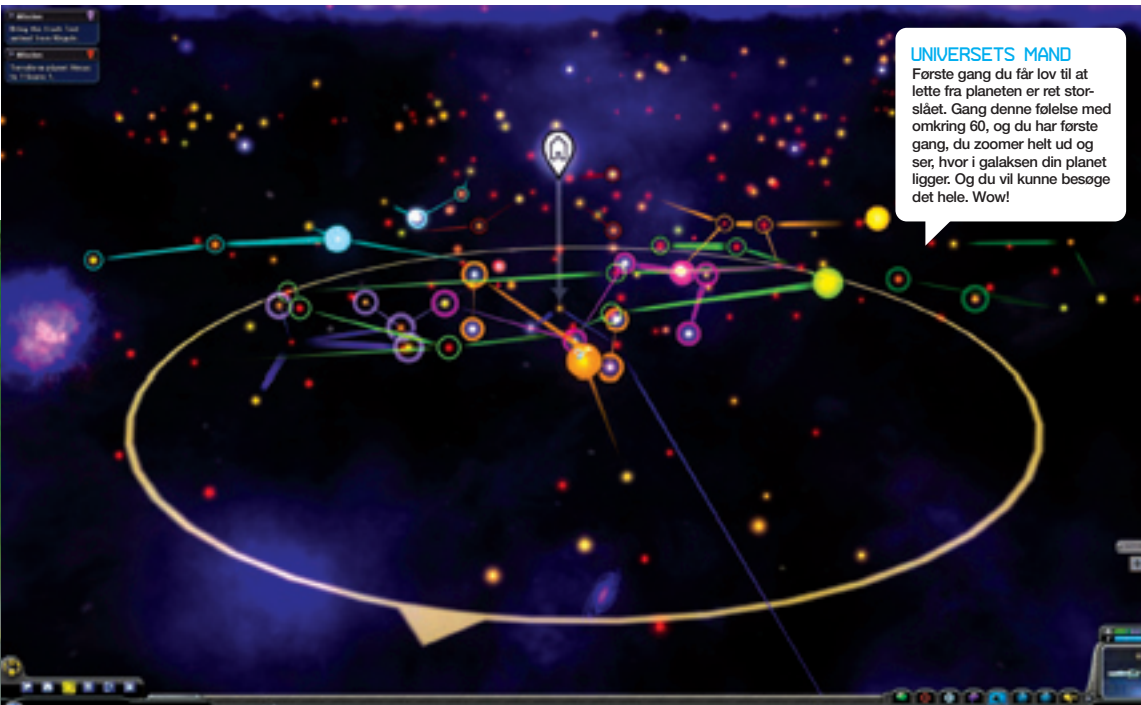 Mission
Mission
UNIVERSETS MAND
Første gang du får lov til at
lette fra planeten er ret stor-
slået. Gang denne følelse med
omkring 60, og du har første
gang, du zoomer helt ud og
ser, hvor i galaksen din planet
ligger. Og du vil kunne besøge
det hele. Wow!